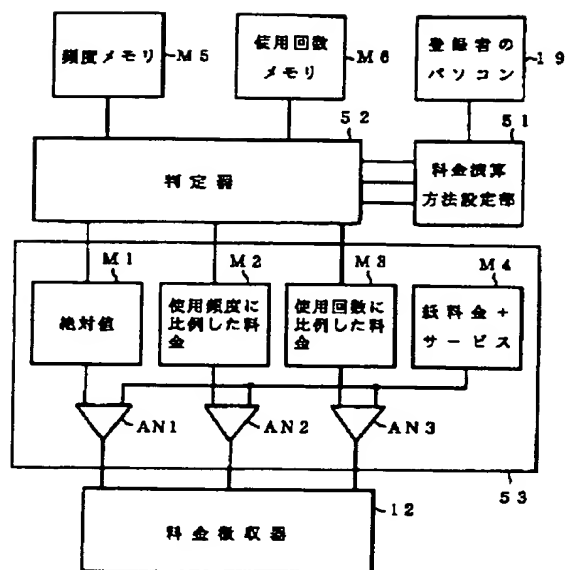 頻度メモリ
M5
使用回数
メモリ
M6
登録者の
パソコン
19
52
51
判定器
料金演算
方法設定部
M1
M2
M3
M4
絶対値
使用頻度に
比例した料
金
使用回数に
比例した料
金
紙料金+
サービス
AN1
AN2
AN3
53
料金徴収器
12